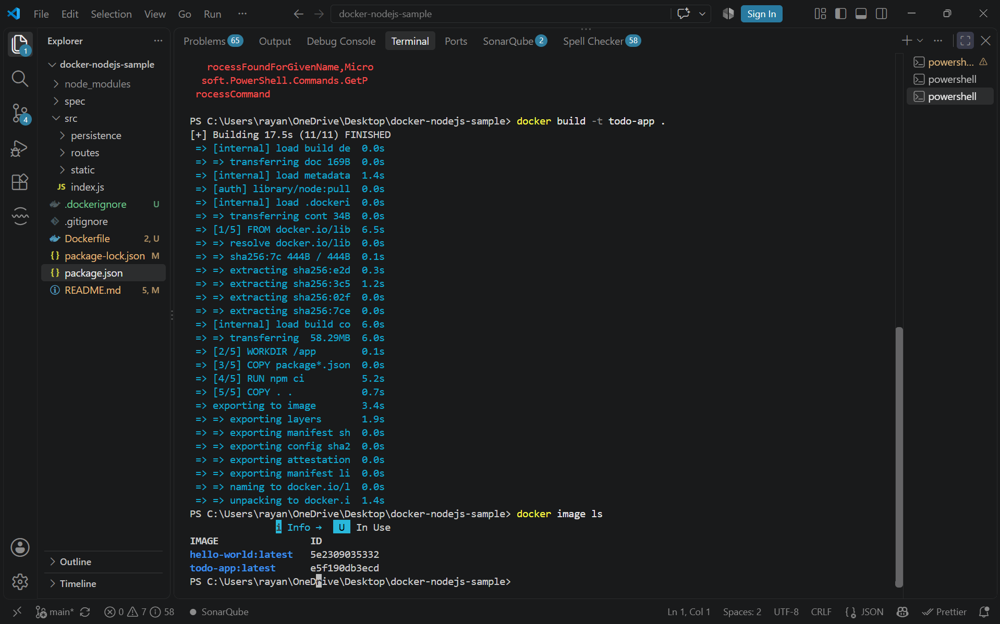 File Edit Selection View Go Run ··· docker-nodejs-sample Sign In
Explorer ···
1
4
docker-nodejs-sample
node_modules
spec
src
persistence
routes
static
JS index.js
.dockerignore U
.gitignore
Dockerfile 2, U
{} package-lock.json M
{} package.json
README.md 5, M
Outline
Timeline
Problems 65 Output Debug Console Terminal Ports SonarQube 2 Spell Checker 58
powersh...
powershell
powershell
rocessFoundForGivenName,Micro
soft.PowerShell.Commands.GetP
rocessCommand
PS C:\Users\rayan\OneDrive\Desktop\docker-nodejs-sample> docker build -t todo-app .
[+] Building 17.5s (11/11) FINISHED
=> [internal] load build de 0.0s
=> => transferring doc 169B 0.0s
=> [internal] load metadata 1.4s
=> [auth] library/node:pull 0.0s
=> [internal] load .dockeri 0.0s
=> => transferring cont 34B 0.0s
=> [1/5] FROM docker.io/lib 6.5s
=> => resolve docker.io/lib 0.0s
=> => sha256:7c 444B / 444B 0.1s
=> => extracting sha256:e2d 0.3s
=> => extracting sha256:3c5 1.2s
=> => extracting sha256:02f 0.0s
=> => extracting sha256:7ce 0.0s
=> [internal] load build co 6.0s
=> => transferring 58.29MB 6.0s
=> [2/5] WORKDIR /app 0.1s
=> [3/5] COPY package*.json 0.0s
=> [4/5] RUN npm ci 5.2s
=> [5/5] COPY . . 0.7s
=> exporting to image 3.4s
=> => exporting layers 1.9s
=> => exporting manifest sh 0.0s
=> => exporting config sha2 0.0s
=> => exporting attestation 0.0s
=> => exporting manifest li 0.0s
=> => naming to docker.io/l 0.0s
=> => unpacking to docker.i 1.4s
PS C:\Users\rayan\OneDrive\Desktop\docker-nodejs-sample> docker image ls
i Info → U In Use
IMAGE ID
hello-world:latest 5e2309035332
todo-app:latest e5f190db3ecd
PS C:\Users\rayan\OneDrive\Desktop\docker-nodejs-sample>
main* 0 7 58 SonarQube Ln 1, Col 1 Spaces: 2 UTF-8 CRLF {} JSON Prettier